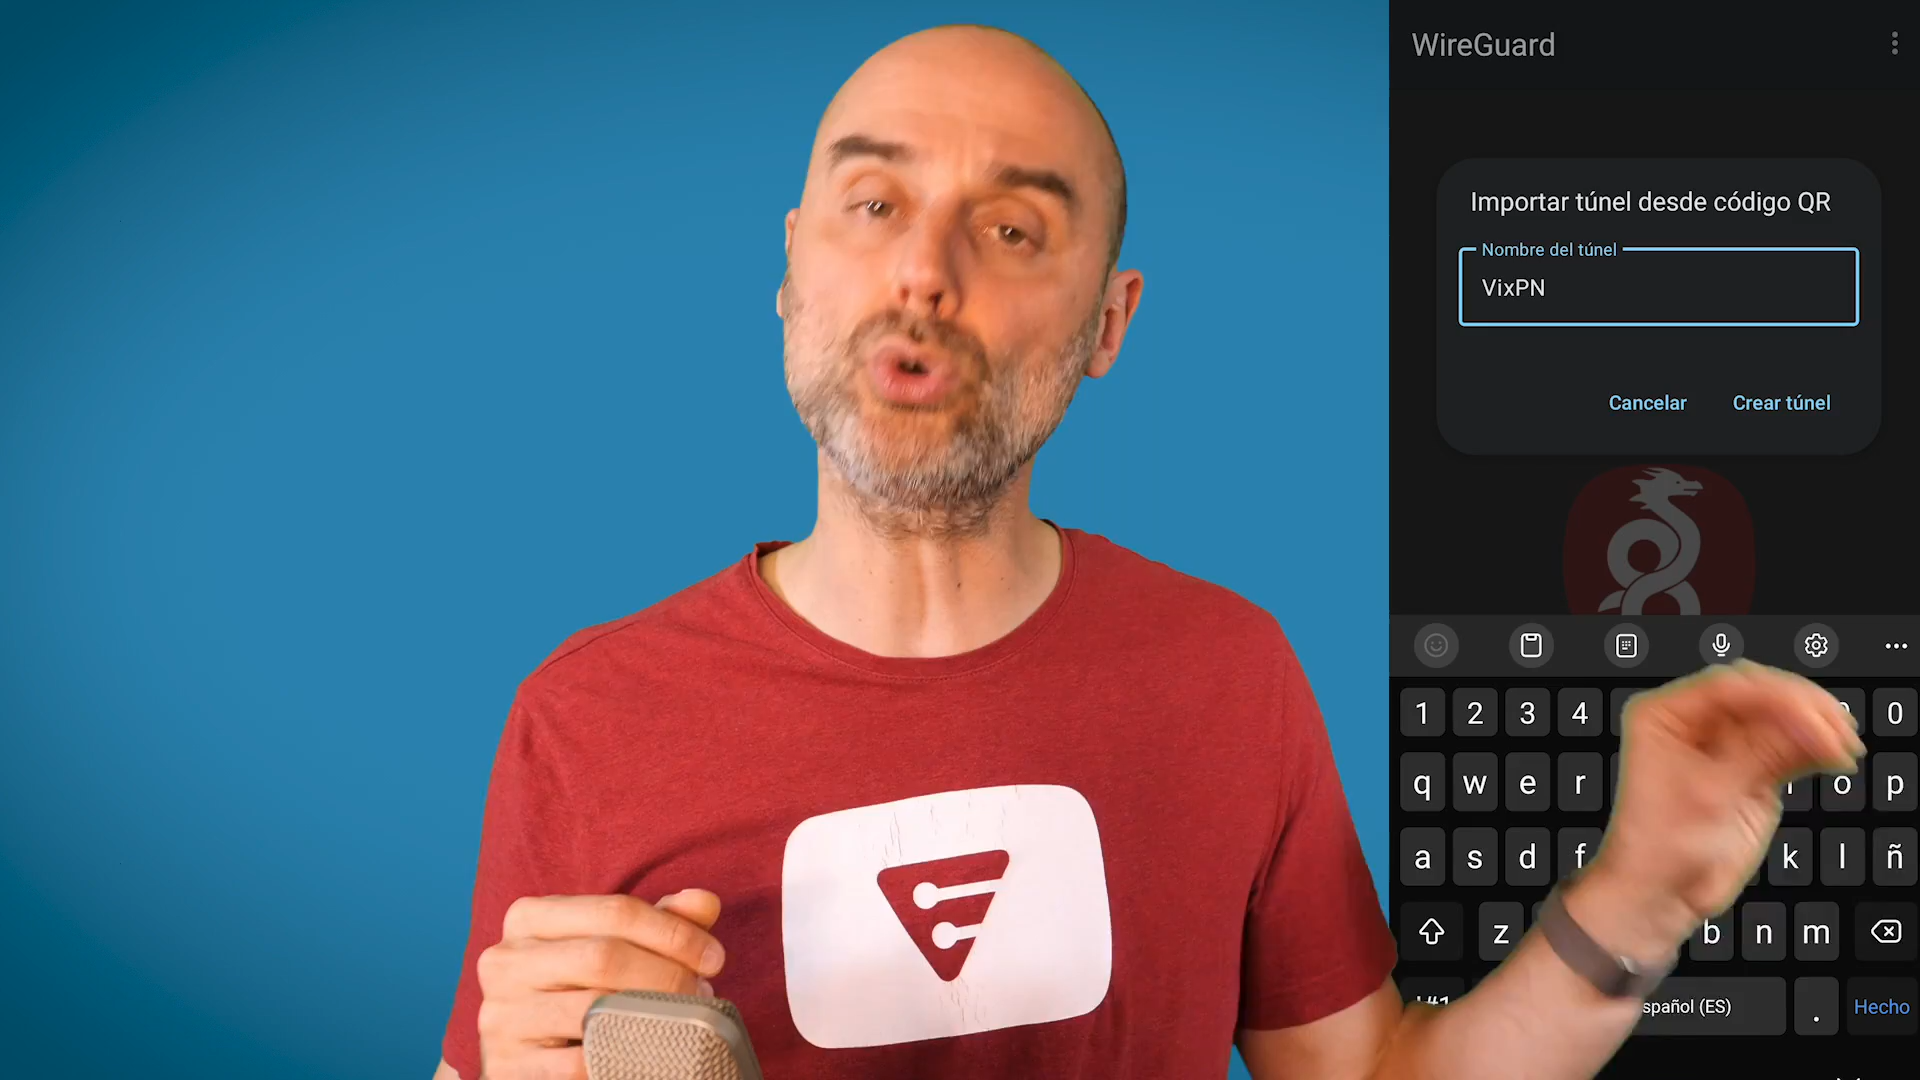 WireGuard
Importar túnel desde código QR
Nombre del túnel
VixPN
Cancelar Crear túnel
1 2 3 4 0
q w e r o p
a s d f k l ñ
z b n m
spañol (ES) . Hecho